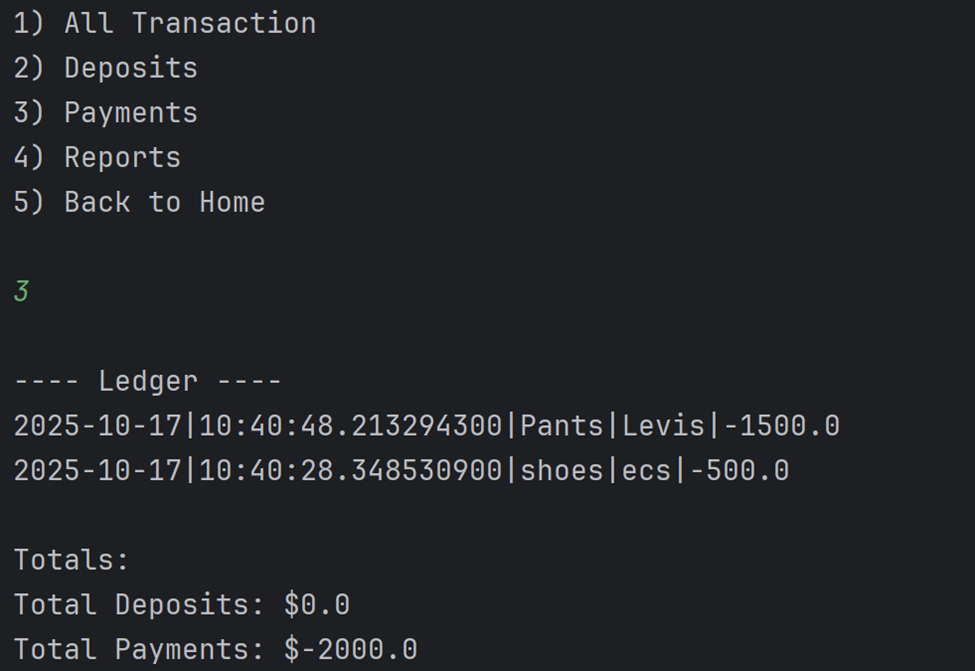 1) All Transaction
2) Deposits
3) Payments
4) Reports
5) Back to Home
3
---- Ledger ----
2025-10-17|10:40:48.213294300|Pants|Levis|-1500.0
2025-10-17|10:40:28.348530900|shoes|ecs|-500.0
Totals:
Total Deposits: $0.0
Total Payments: $-2000.0